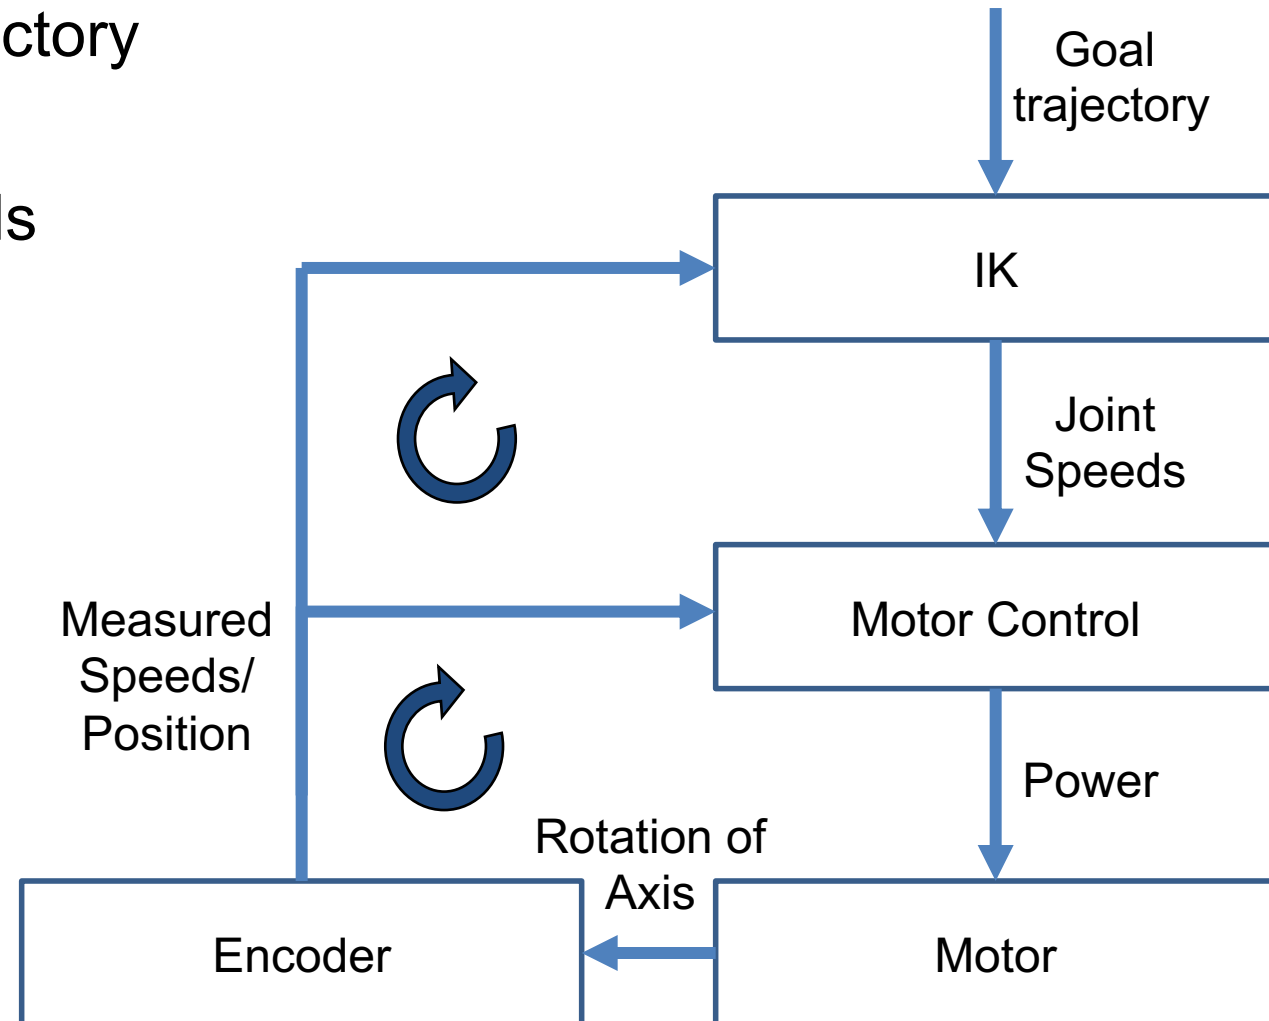 ctory
Goal
trajectory
ls
IK
Joint
Speeds
Measured
Speeds/
Position
Motor Control
Power
Rotation of
Axis
Encoder
Motor